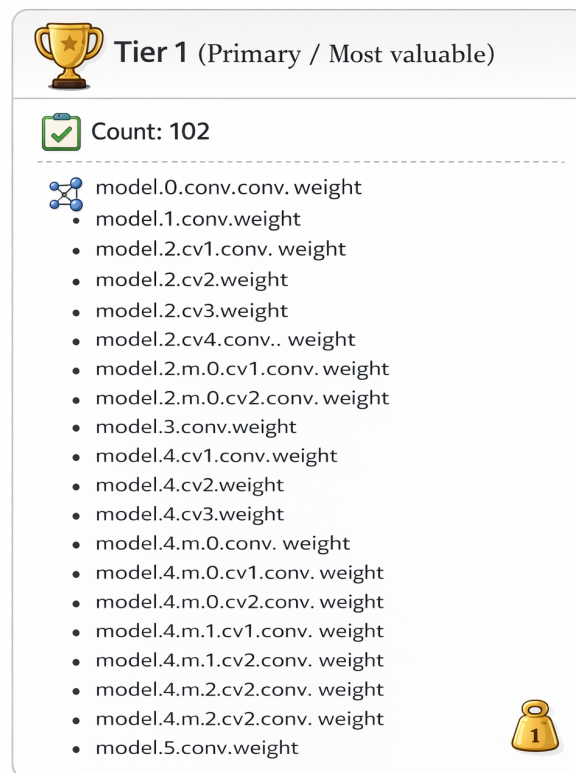 Tier 1 (Primary / Most valuable)
Count: 102
model.0.conv.conv. weight
• model.1.conv.weight
• model.2.cv1.conv. weight
• model.2.cv2.weight
• model.2.cv3.weight
• model.2.cv4.conv.. weight
• model.2.m.0.cv1.conv. weight
• model.2.m.0.cv2.conv. weight
• model.3.conv.weight
• model.4.cv1.conv.weight
• model.4.cv2.weight
• model.4.cv3.weight
• model.4.m.0.conv. weight
• model.4.m.0.cv1.conv. weight
• model.4.m.0.cv2.conv. weight
• model.4.m.1.cv1.conv. weight
• model.4.m.1.cv2.conv. weight
• model.4.m.2.cv2.conv. weight
• model.4.m.2.cv2.conv. weight
• model.5.conv.weight
1